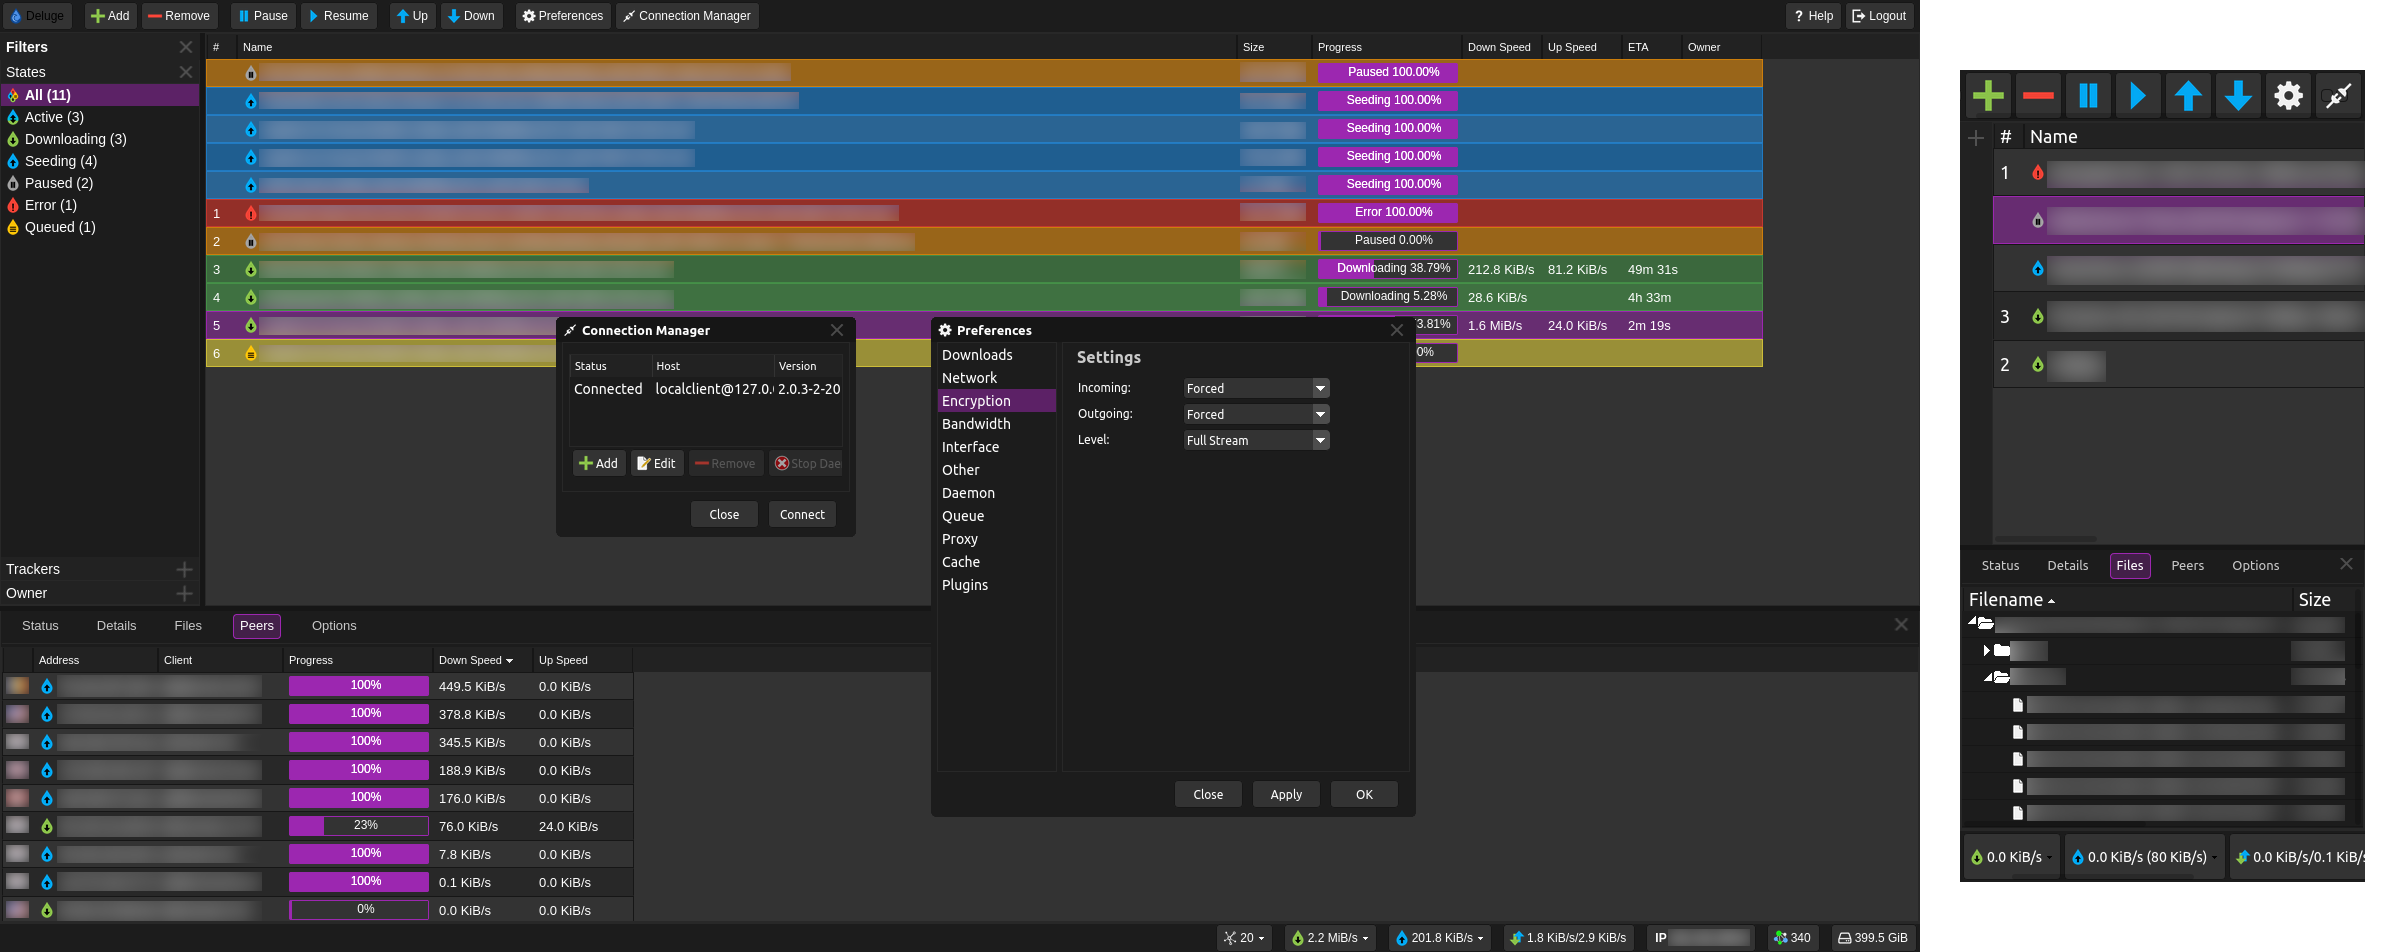 Deluge Add Remove Pause Resume Up Down Preferences Connection Manager ? Help Logout
Filters
States
All (11)
Active (3)
Downloading (3)
Seeding (4)
Paused (2)
Error (1)
Queued (1)
Trackers
Owner
# Name Size Progress Down Speed Up Speed ETA Owner
Paused 100.00%
Seeding 100.00%
Seeding 100.00%
Seeding 100.00%
Seeding 100.00%
1 Error 100.00%
2 Paused 0.00%
3 Downloading 38.79% 212.8 KiB/s 81.2 KiB/s 49m 31s
4 Downloading 5.28% 28.6 KiB/s 4h 33m
5 3.81% 1.6 MiB/s 24.0 KiB/s 2m 19s
6 0%
Connection Manager
Status Host Version
Connected localclient@127.0. 2.0.3-2-20
Add Edit Remove Stop Dae
Close Connect
Preferences
Downloads
Network
Encryption
Bandwidth
Interface
Other
Daemon
Queue
Proxy
Cache
Plugins
Settings
Incoming: Forced
Outgoing: Forced
Level: Full Stream
Close Apply OK
Status Details Files Peers Options
Address Client Progress Down Speed Up Speed
100% 449.5 KiB/s 0.0 KiB/s
100% 378.8 KiB/s 0.0 KiB/s
100% 345.5 KiB/s 0.0 KiB/s
100% 188.9 KiB/s 0.0 KiB/s
100% 176.0 KiB/s 0.0 KiB/s
23% 76.0 KiB/s 24.0 KiB/s
100% 7.8 KiB/s 0.0 KiB/s
100% 0.1 KiB/s 0.0 KiB/s
0% 0.0 KiB/s 0.0 KiB/s
20 2.2 MiB/s 201.8 KiB/s 1.8 KiB/s/2.9 KiB/s IP 340 399.5 GiB
# Name
1
3
2
Status Details Files Peers Options
Filename Size
0.0 KiB/s 0.0 KiB/s (80 KiB/s) 0.0 KiB/s/0.1 KiB/s